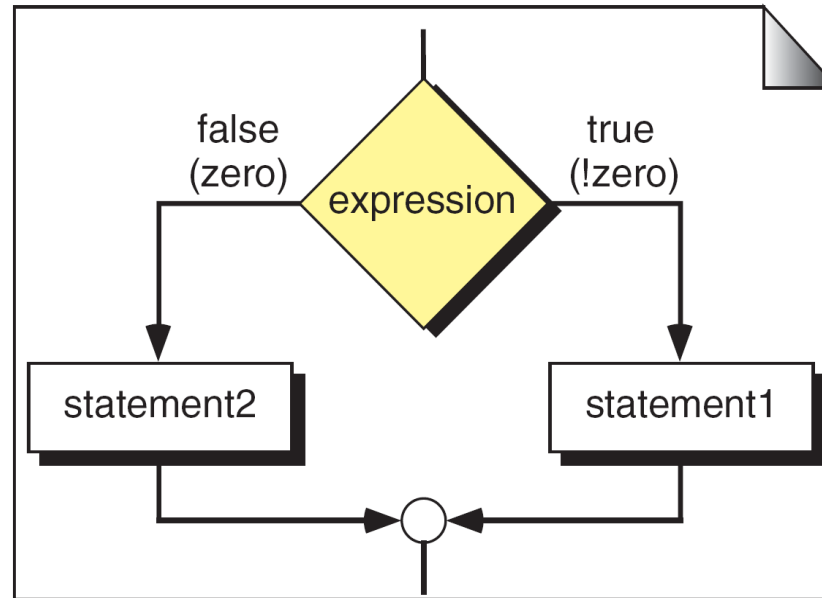 false
(zero)
true
(!zero)
expression
statement2
statement1